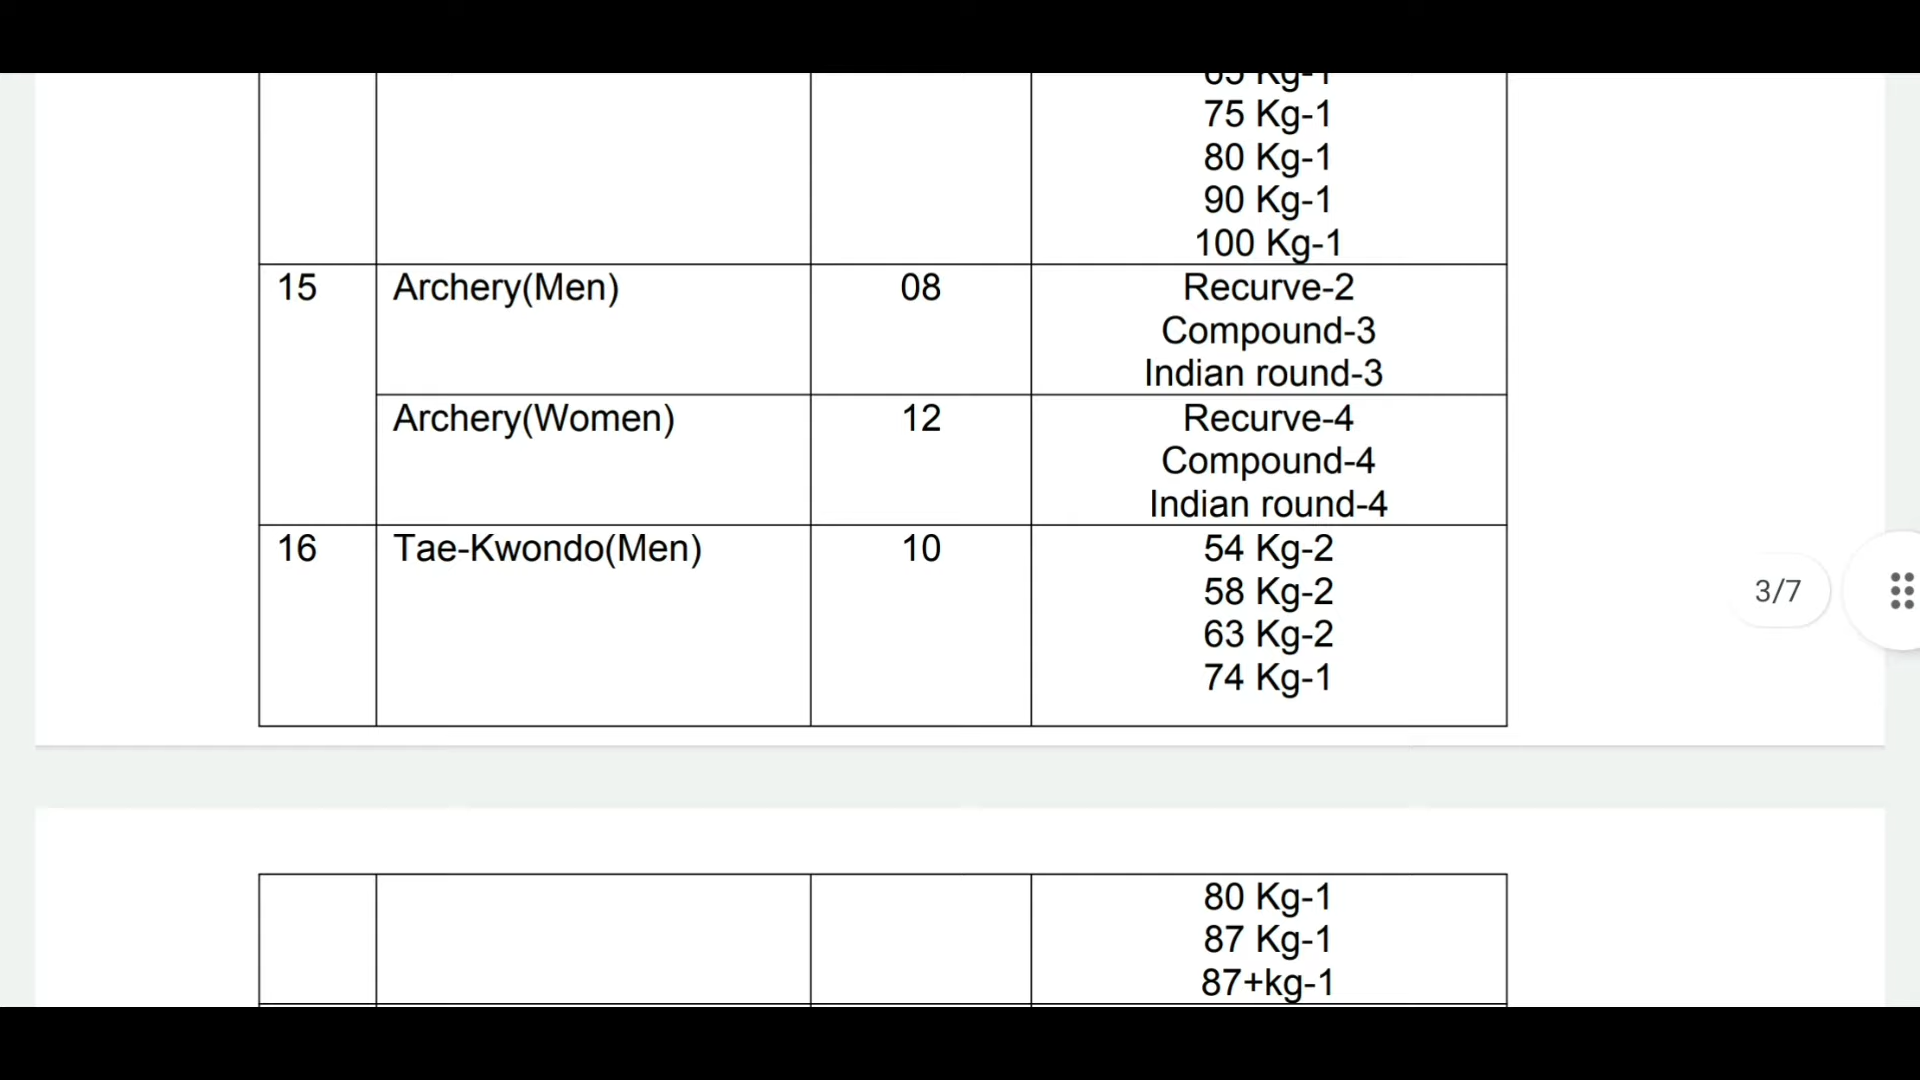 75 Kg-1
80 Kg-1
90 Kg-1
100 Kg-1
15 Archery(Men) 08 Recurve-2
Compound-3
Indian round-3
Archery(Women) 12 Recurve-4
Compound-4
Indian round-4
16 Tae-Kwondo(Men) 10 54 Kg-2
58 Kg-2
63 Kg-2
74 Kg-1
3/7
80 Kg-1
87 Kg-1
87+kg-1